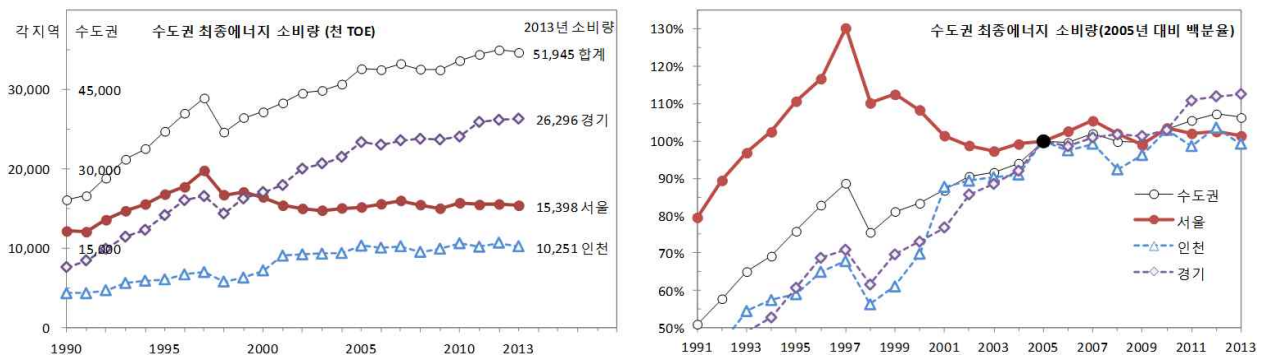 각지역 수도권 수도권 최종에너지 소비량 (천 TOE) 2013년 소비량
51,945 합계
45,000
30,000
26,296 경기
30,000
20,000
15,398 서울
10,000 15,000 10,251 인천
0
1990 1995 2000 2005 2010 2013
수도권 최종에너지 소비량(2005년 대비 백분율)
130%
120%
110%
100%
90%
80%
70%
60%
50%
수도권
서울
인천
경기
1991 1993 1995 1997 1999 2001 2003 2005 2007 2009 2011 2013